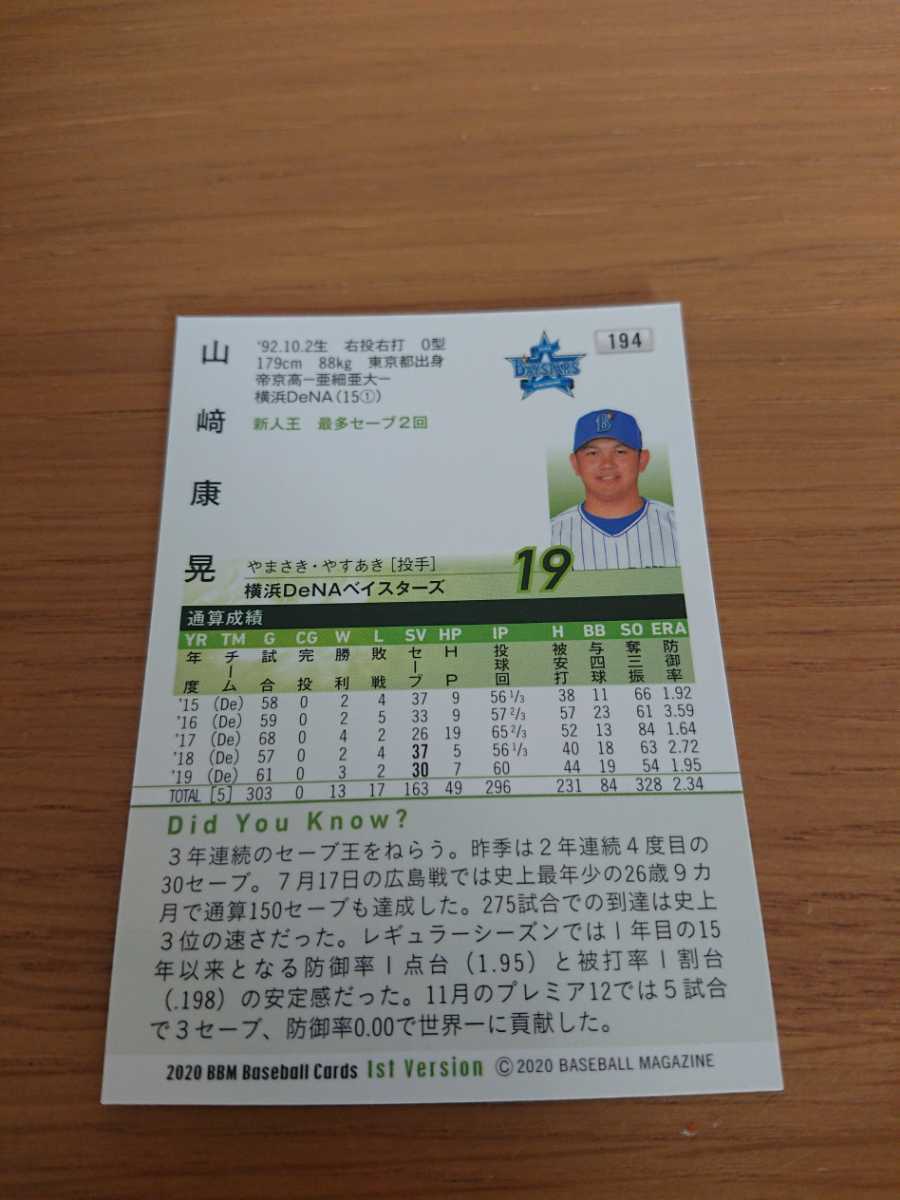 山﨑康晃
'92.10.2生 右投右打 O型
179cm 88kg 東京都出身
帝京高ー亜細亜大ー
横浜DeNA(15①)
新人王 最多セーブ2回
BAYSTARS
194
B
やまさき・やすあき[投手]
横浜DeNAベイスターズ
19
通算成績
YR TM G CG W L SV HP IP H BB SO ERA
年度 チーム 試合 完投 勝利 敗戦 セーブ HP 投球回 被安打 与四球 奪三振 防御率
'15 (De) 58 0 2 4 37 9 56 1/3 38 11 66 1.92
'16 (De) 59 0 2 5 33 9 57 2/3 57 23 61 3.59
'17 (De) 68 0 4 2 26 19 65 2/3 52 13 84 1.64
'18 (De) 57 0 2 4 37 5 56 1/3 40 18 63 2.72
'19 (De) 61 0 3 2 30 7 60 44 19 54 1.95
TOTAL [5] 303 0 13 17 163 49 296 231 84 328 2.34
Did You Know?
3年連続のセーブ王をねらう。昨季は2年連続4度目の
30セーブ。7月17日の広島戦では史上最年少の26歳9カ
月で通算150セーブも達成した。275試合での到達は史上
3位の速さだった。レギュラーシーズンでは1年目の15
年以来となる防御率1点台(1.95)と被打率1割台
(.198)の安定感だった。11月のプレミア12では5試合
で3セーブ、防御率0.00で世界一に貢献した。
2020 BBM Baseball Cards 1st Version ©2020 BASEBALL MAGAZINE